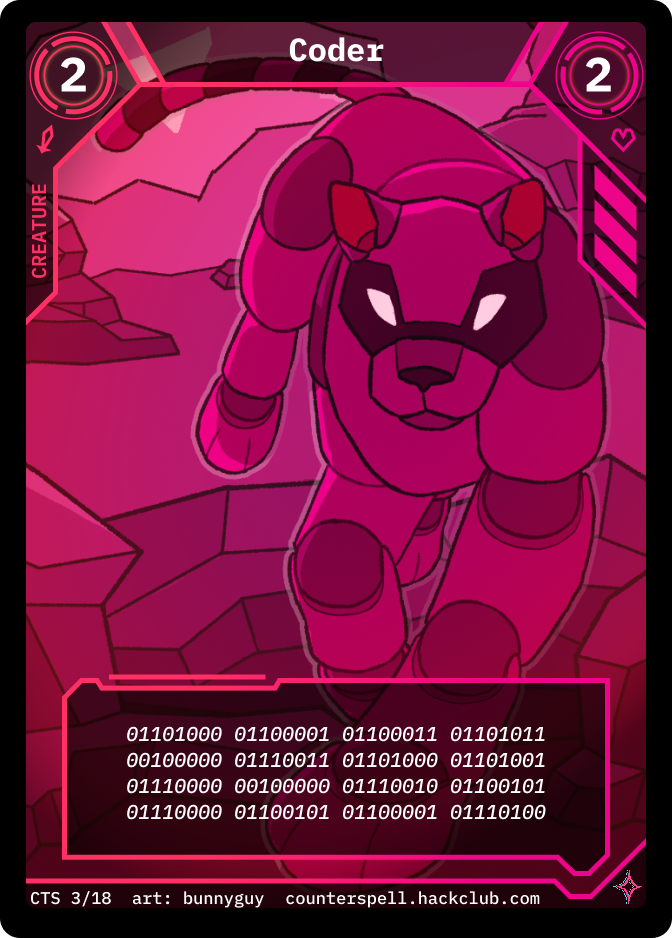 Coder
2
2
CREATURE
01101000 01100001 01100011 01101011
00100000 01110011 01101000 01101001
01110000 00100000 01110010 01100101
01110000 01100101 01100001 01110100
CTS 3/18 art: bunnyguy counterspell.hackclub.com